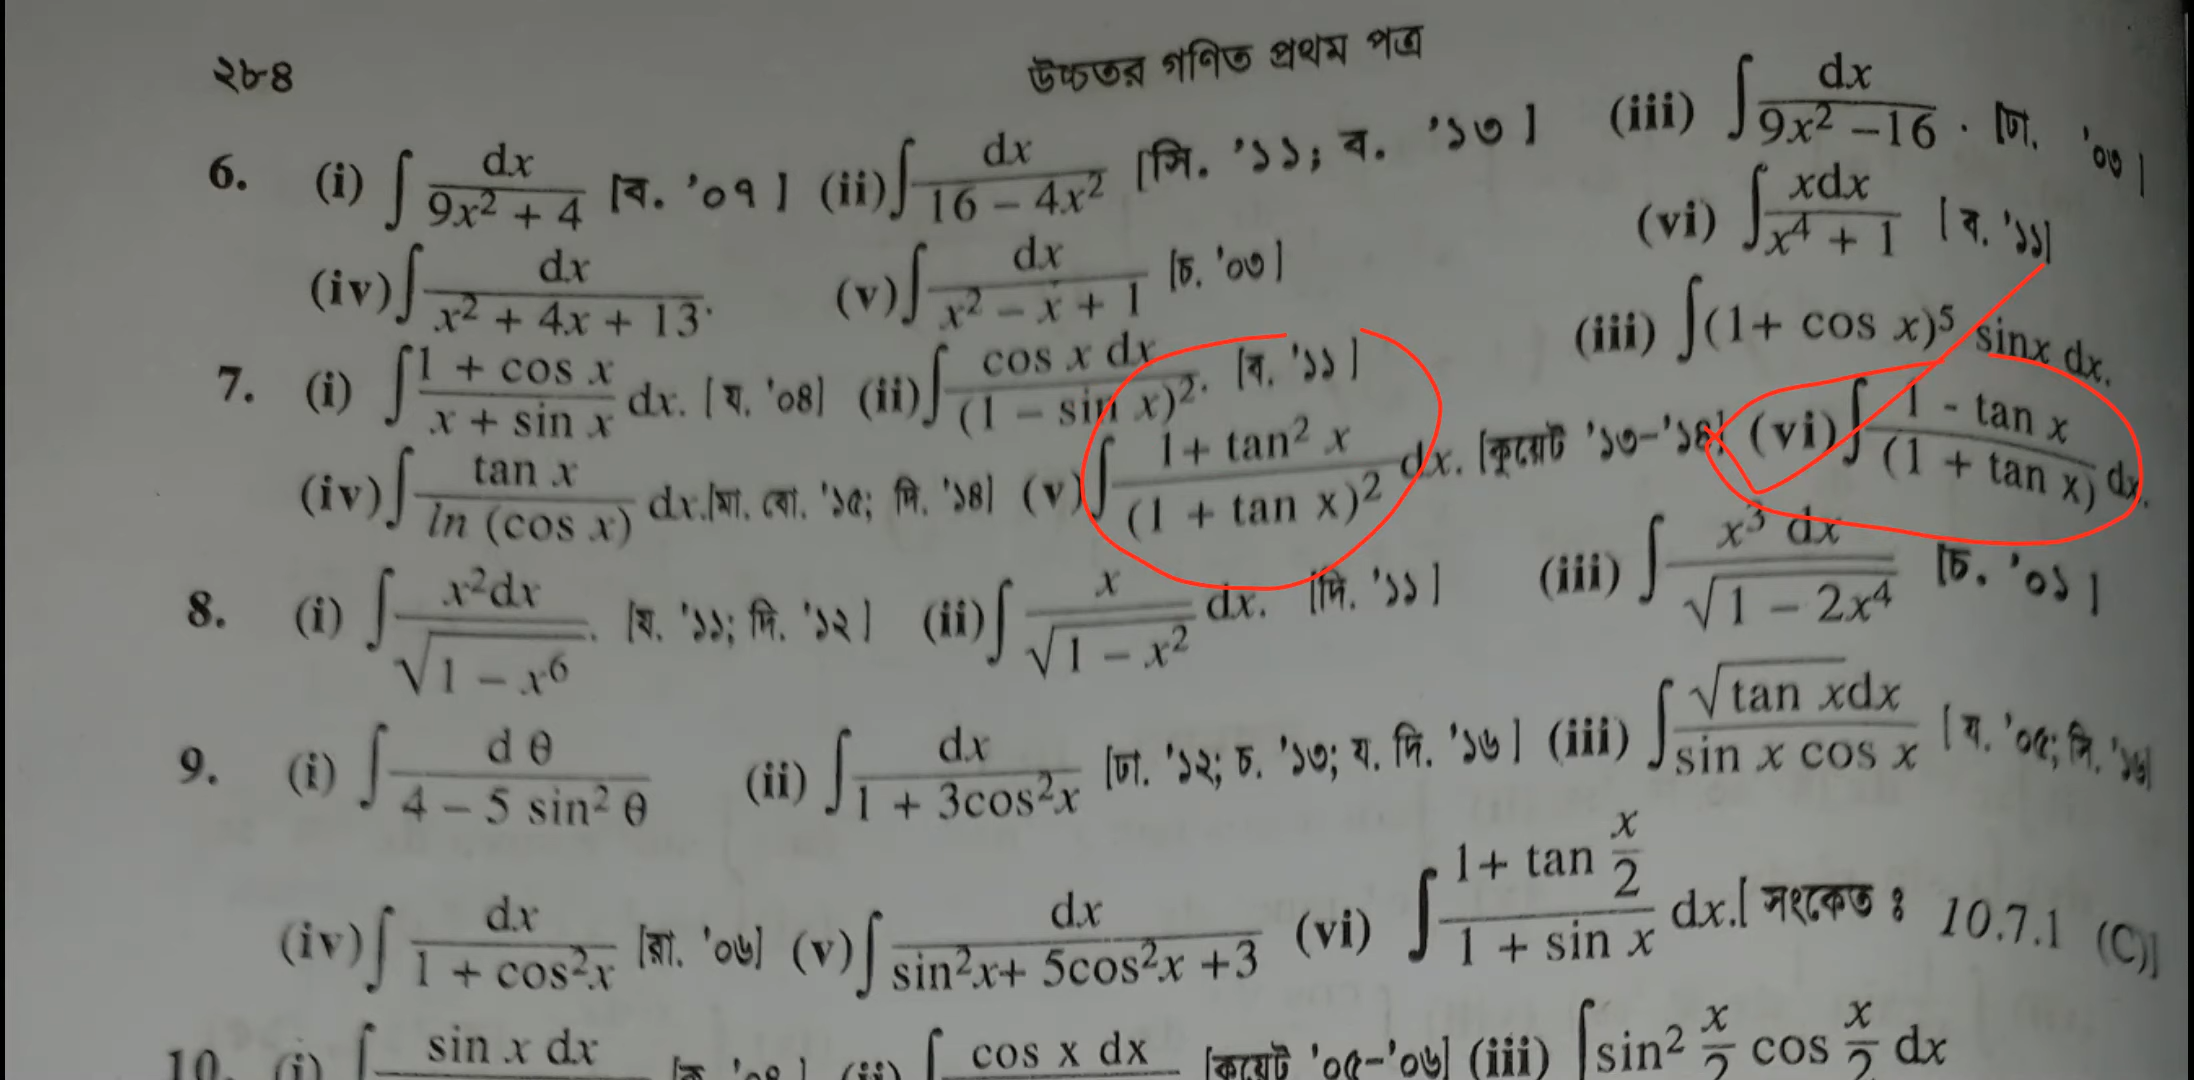 ২৮৪ উচ্চতর গণিত প্রথম পত্র
6. (i) ∫ dx/(9x² + 4) [ব. '০৭] (ii) ∫ dx/(16 – 4x²) [সি. '১১; ব. '১৩] (iii) ∫ dx/(9x² –16) . [ঢা. '০৩]
(iv) ∫ dx/(x² + 4x + 13) . (v) ∫ dx/(x² – x + 1) [চ. '০৩] (vi) ∫ xdx/(x⁴ + 1) [ব. '১১]
7. (i) ∫ (1 + cos x)/(x + sin x) dx. [য. '০৪] (ii) ∫ cos x dx/(1 – sin x)² . [ব. '১১] (iii) ∫(1+ cos x)⁵ sinx dx.
(iv) ∫ tan x/ln (cos x) dx.[মা. বো. '১৫; দি. '১৪] (v) ∫ (1+ tan² x)/(1 + tan x)² dx. [কুয়েট '১৩-'১৪] (vi) ∫ (1 - tan x)/(1 + tan x) dx.
8. (i) ∫ x²dx/√(1 – x⁶) . [য. '১১; দি. '১২] (ii) ∫ x/√(1 – x²) dx. [দি. '১১] (iii) ∫ x³ dx/√(1 – 2x⁴) [চ. '০১]
9. (i) ∫ d θ/(4 – 5 sin² θ) (ii) ∫ dx/(1 + 3cos²x) [ঢা. '১২; চ. '১৩; য. দি. '১৬] (iii) ∫ √(tan x)dx/(sin x cos x) [য. '০৫; সি. '১৬]
(iv) ∫ dx/(1 + cos²x) [রা. '০৬] (v) ∫ dx/(sin²x+ 5cos²x +3) (vi) ∫ (1+ tan x/2)/(1 + sin x) dx.[ সংকেত ঃ 10.7.1 (C)]
10. (i) ∫ sin x dx (ii) ∫ cos x dx [কুয়েট '০৫-'০৬] (iii) ∫sin² x/2 cos x/2 dx